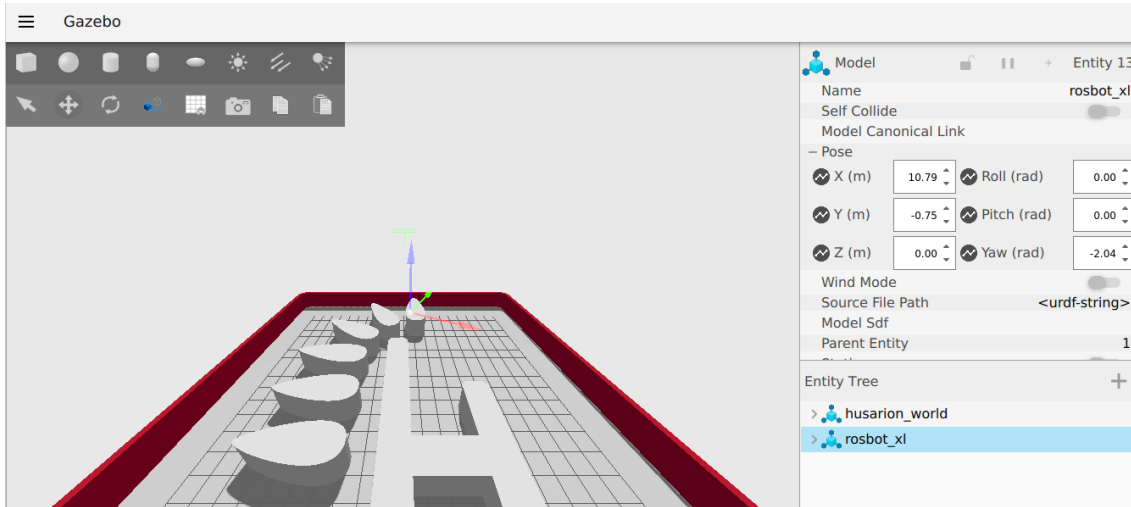 Gazebo
Model
Entity 13
Name rosbot_xl
Self Collide
Model Canonical Link
− Pose
X (m) 10.79 Roll (rad) 0.00
Y (m) -0.75 Pitch (rad) 0.00
Z (m) 0.00 Yaw (rad) -2.04
Wind Mode
Source File Path <urdf-string>
Model Sdf
Parent Entity 1
Entity Tree
husarion_world
rosbot_xl